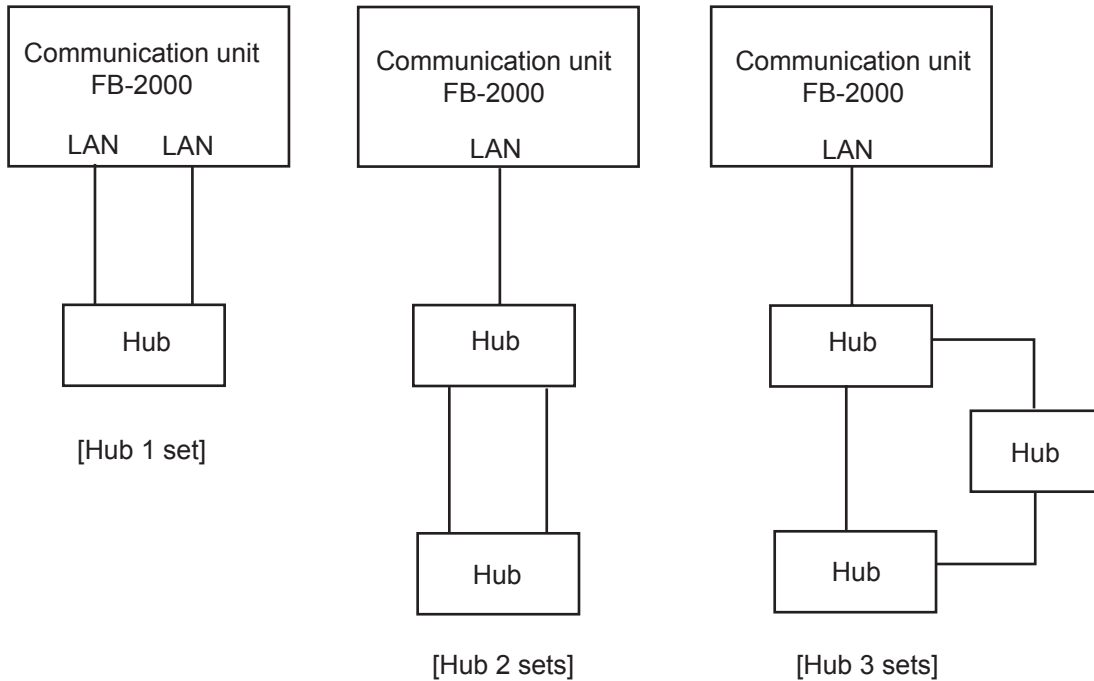 Communication unit
FB-2000
LAN LAN
Hub
[Hub 1 set]
Communication unit
FB-2000
LAN
Hub
Hub
[Hub 2 sets]
Communication unit
FB-2000
LAN
Hub
Hub
Hub
[Hub 3 sets]